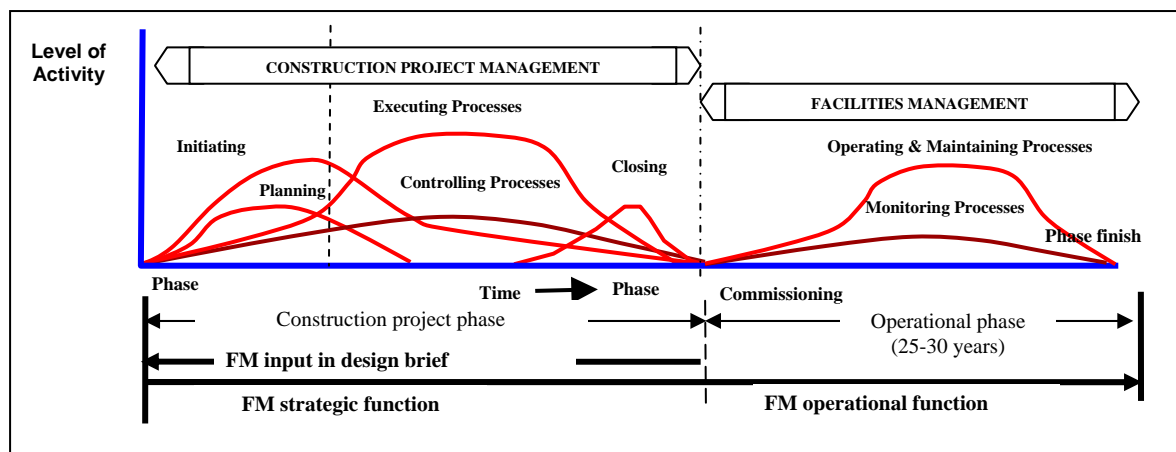 Level of
Activity
CONSTRUCTION PROJECT MANAGEMENT
FACILITIES MANAGEMENT
Executing Processes
Initiating
Closing
Operating & Maintaining Processes
Planning
Controlling Processes
Monitoring Processes
Phase finish
Phase
Time
Phase
Commissioning
Construction project phase
Operational phase
(25-30 years)
FM input in design brief
FM strategic function
FM operational function